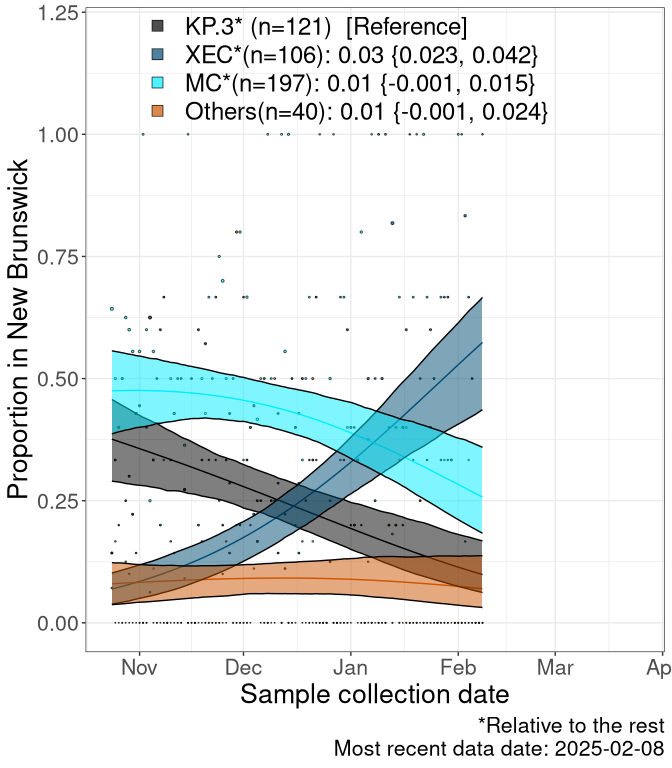 KP.3* (n=121)  [Reference]
XEC*(n=106): 0.03 {0.023, 0.042}
MC*(n=197): 0.01 {-0.001, 0.015}
Others(n=40): 0.01 {-0.001, 0.024}
1.25
1.00
0.75
0.50
0.25
0.00
Proportion in New Brunswick
Nov Dec Jan Feb Mar Ap
Sample collection date
*Relative to the rest
Most recent data date: 2025-02-08